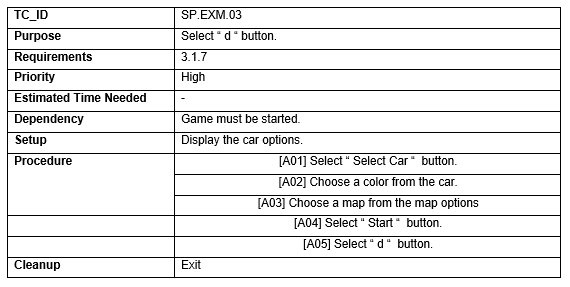 TC_ID SP.EXM.03
Purpose Select “ d “ button.
Requirements 3.1.7
Priority High
Estimated Time Needed -
Dependency Game must be started.
Setup Display the car options.
Procedure [A01] Select “ Select Car “ button.
[A02] Choose a color from the car.
[A03] Choose a map from the map options
[A04] Select “ Start “ button.
[A05] Select “ d “ button.
Cleanup Exit